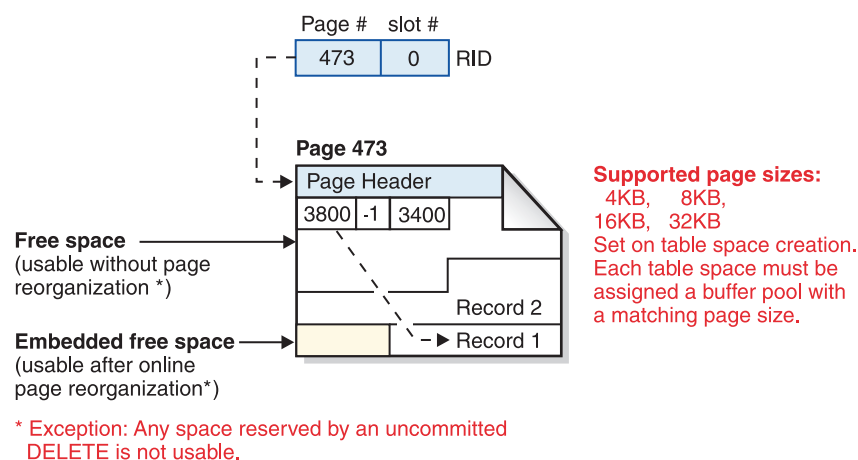 Page # slot #
473 0 RID
Page 473
Page Header
3800 -1 3400
Free space
(usable without page
reorganization *)
Record 2
Embedded free space
(usable after online
page reorganization*)
Record 1
Supported page sizes:
4KB, 8KB,
16KB, 32KB
Set on table space creation.
Each table space must be
assigned a buffer pool with
a matching page size.
* Exception: Any space reserved by an uncommitted
DELETE is not usable.